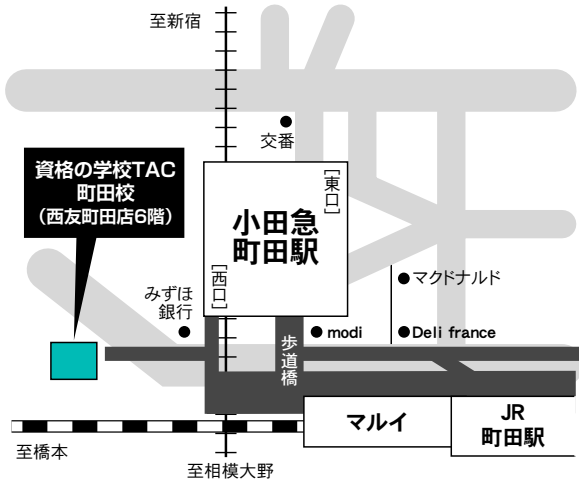 至新宿
交番
資格の学校TAC
町田校
（西友町田店6階）
［東口］
小田急
町田駅
［西口］
みずほ
銀行
マクドナルド
modi
Deli france
歩道橋
マルイ
JR
町田駅
至橋本
至相模大野